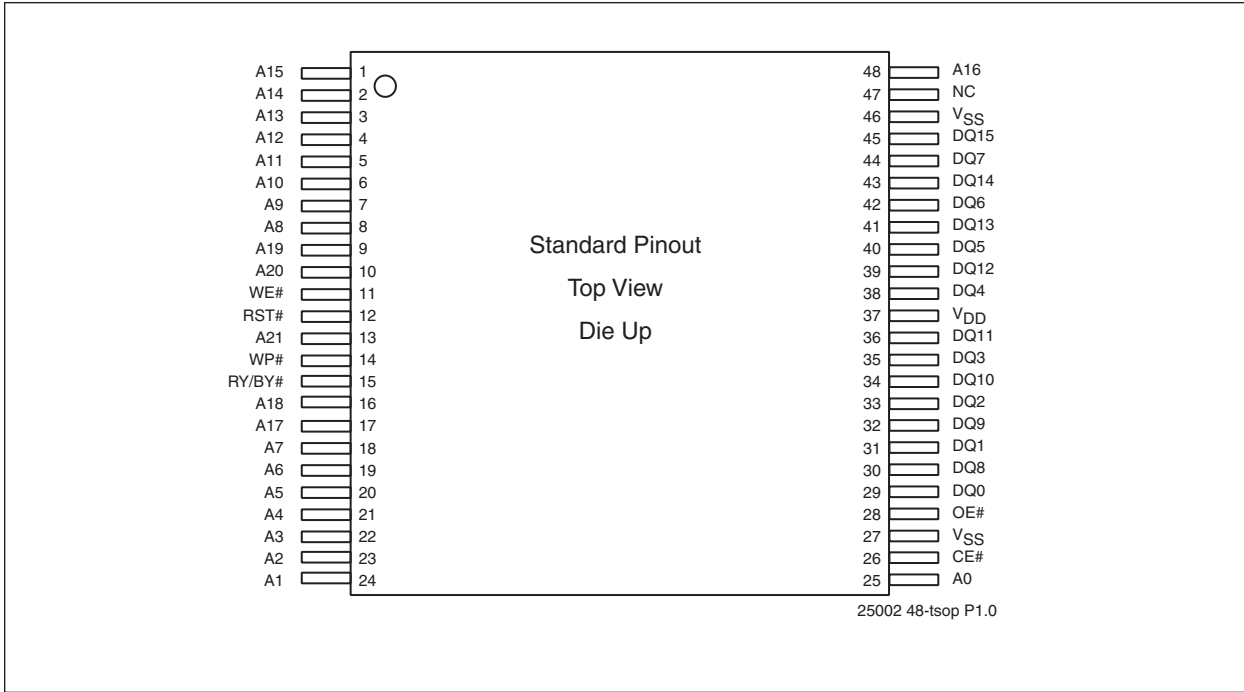 A15 1 48 A16
A14 2 47 NC
A13 3 46 VSS
A12 4 45 DQ15
A11 5 44 DQ7
A10 6 43 DQ14
A9 7 42 DQ6
A8 8 41 DQ13
A19 9 40 DQ5
A20 10 39 DQ12
WE# 11 38 DQ4
RST# 12 37 VDD
A21 13 36 DQ11
WP# 14 35 DQ3
RY/BY# 15 34 DQ10
A18 16 33 DQ2
A17 17 32 DQ9
A7 18 31 DQ1
A6 19 30 DQ8
A5 20 29 DQ0
A4 21 28 OE#
A3 22 27 VSS
A2 23 26 CE#
A1 24 25 A0
Standard Pinout
Top View
Die Up
25002 48-tsop P1.0